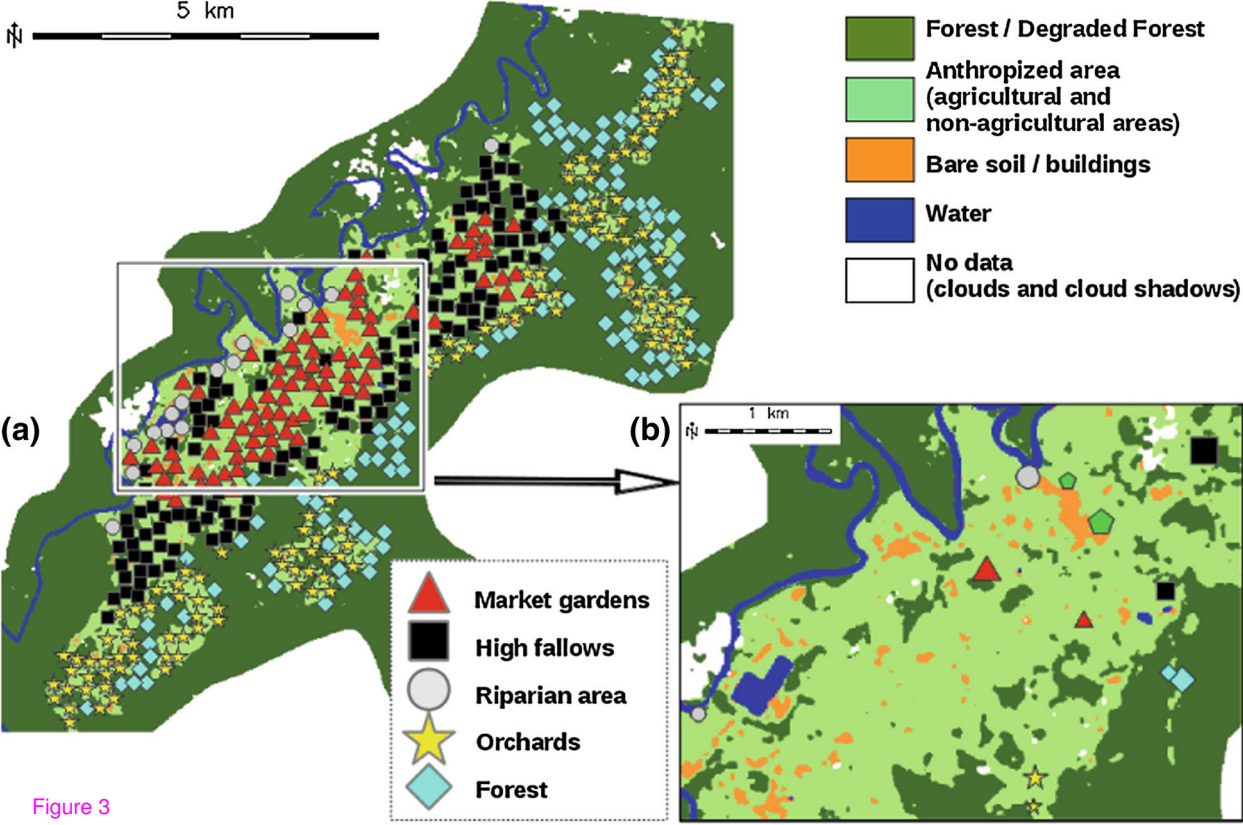 5 km
N
Forest / Degraded Forest
Anthropized area
(agricultural and
non-agricultural areas)
Bare soil / buildings
Water
No data
(clouds and cloud shadows)
(a)
(b)
1 km
N
Market gardens
High fallows
Riparian area
Orchards
Forest
Figure 3